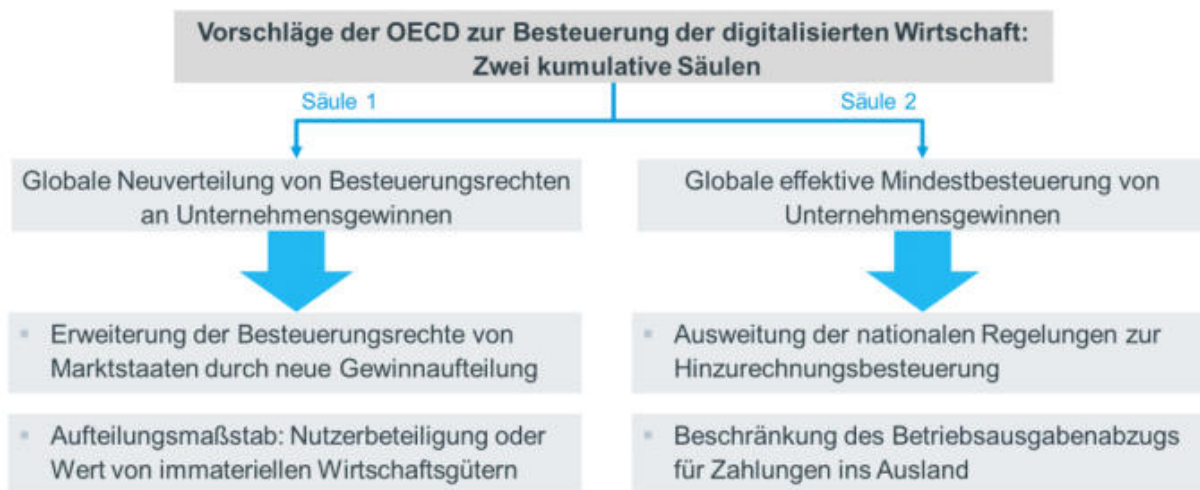 Vorschläge der OECD zur Besteuerung der digitalisierten Wirtschaft:
Zwei kumulative Säulen
Säule 1
Säule 2
Globale Neuverteilung von Besteuerungsrechten
an Unternehmensgewinnen
Globale effektive Mindestbesteuerung von
Unternehmensgewinnen
Erweiterung der Besteuerungsrechte von
Marktstaaten durch neue Gewinnaufteilung
Ausweitung der nationalen Regelungen zur
Hinzurechnungsbesteuerung
Aufteilungsmaßstab: Nutzerbeteiligung oder
Wert von immateriellen Wirtschaftsgütern
Beschränkung des Betriebsausgabenabzugs
für Zahlungen ins Ausland